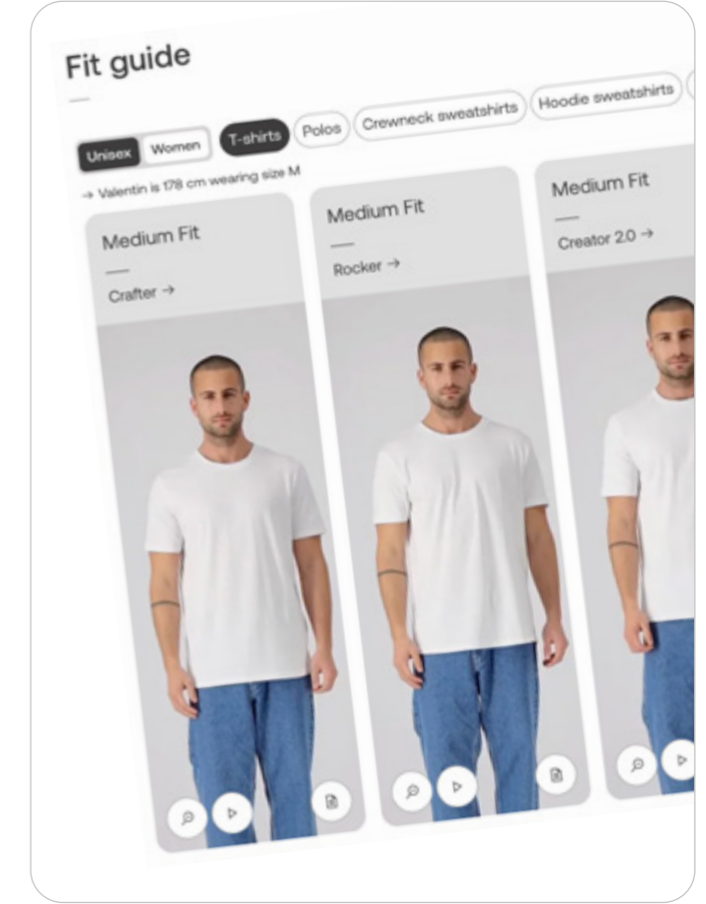 Fit guide
Unisex Women T-shirts Polos Crewneck sweatshirts Hoodie sweatshirts
→ Valentin is 178 cm wearing size M
Medium Fit
Crafter →
Medium Fit
Rocker →
Medium Fit
Creator 2.0 →